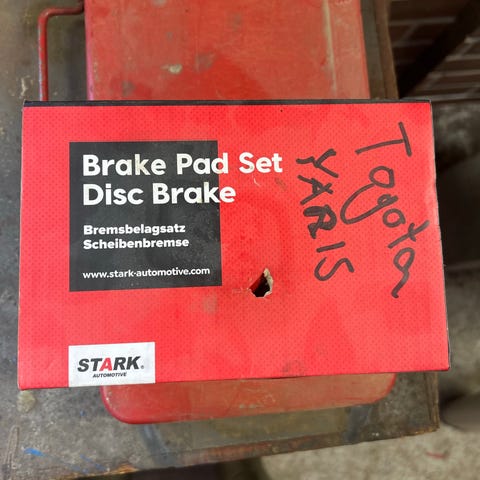 Brake Pad Set
Disc Brake
Bremsbelagsatz
Scheibenbremse
www.stark-automotive.com
STARK®
AUTOMOTIVE
Toyota
YARIS